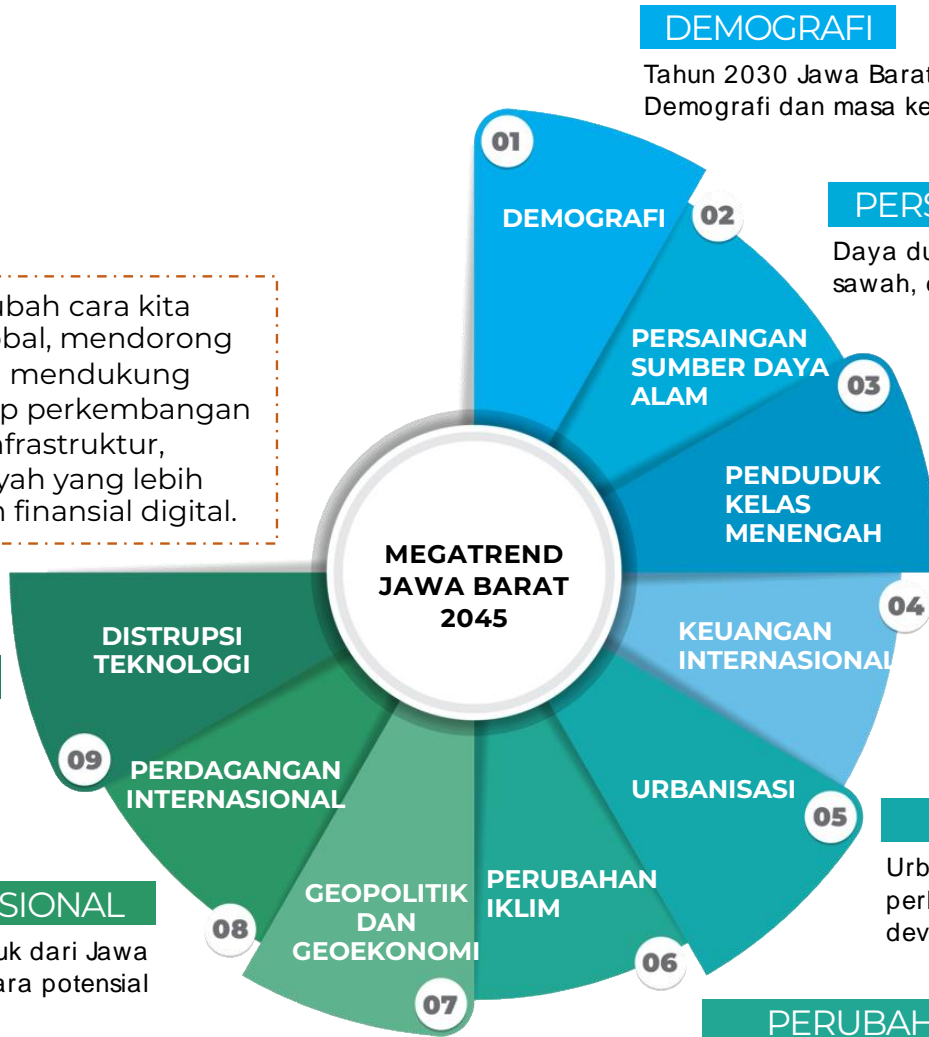 DEMOGRAFI
Tahun 2030 Jawa Barat
Demografi dan masa ke
01
DEMOGRAFI
02
PERS
Daya du
sawah,
PERSAINGAN
SUMBER DAYA
ALAM
03
PENDUDUK
KELAS
MENENGAH
ubah cara kita
obal, mendorong
mendukung
p perkembangan
nfrastruktur,
yah yang lebih
finansial digital.
MEGATREND
JAWA BARAT
2045
04
KEUANGAN
INTERNASIONAL
DISTRUPSI
TEKNOLOGI
09
PERDAGANGAN
INTERNASIONAL
URBANISASI
05
Urb
perl
dev
GEOPOLITIK
DAN
GEOEKONOMI
PERUBAHAN
IKLIM
08
SIONAL
uk dari Jawa
ara potensial
06
07
PERUBAH